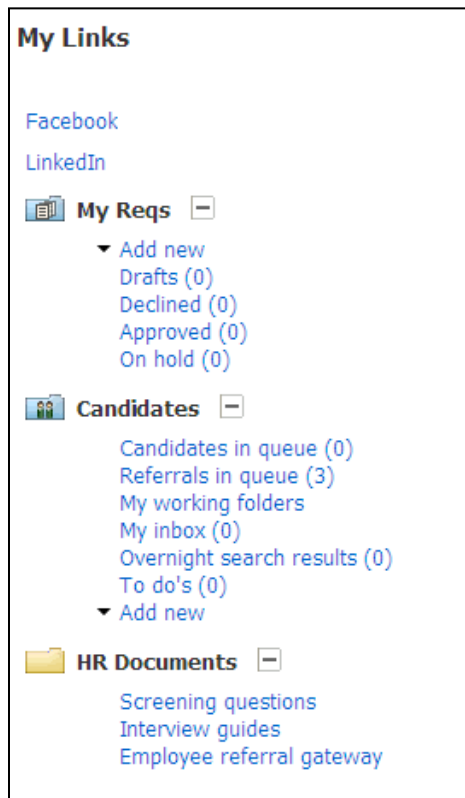 My Links
Facebook
LinkedIn
My Reqs
Add new
Drafts (0)
Declined (0)
Approved (0)
On hold (0)
Candidates
Candidates in queue (0)
Referrals in queue (3)
My working folders
My inbox (0)
Overnight search results (0)
To do's (0)
Add new
HR Documents
Screening questions
Interview guides
Employee referral gateway